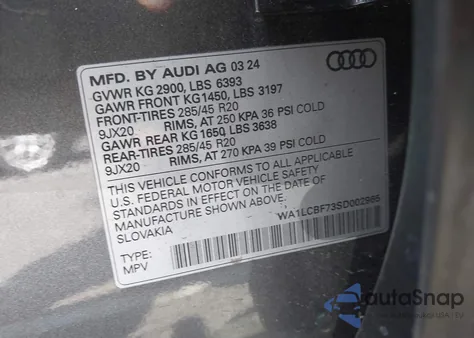 MFD. BY AUDI AG 03 24
GVWR KG 2900, LBS 6393
GAWR FRONT KG1450, LBS 3197
FRONT-TIRES 285/45 R20
9JX20 RIMS, AT 250 KPA 36 PSI COLD
GAWR REAR KG 1650 LBS 3638
REAR-TIRES 285/45 R20
9JX20 RIMS, AT 270 KPA 39 PSI COLD
THIS VEHICLE CONFORMS TO ALL APPLICABLE
U.S. FEDERAL MOTOR VEHICLE SAFETY
STANDARDS IN EFFECT ON THE DATE OF
MANUFACTURE SHOWN ABOVE.
SLOVAKIA
WA1LCBF73SD002985
TYPE:
MPV
autoSnap